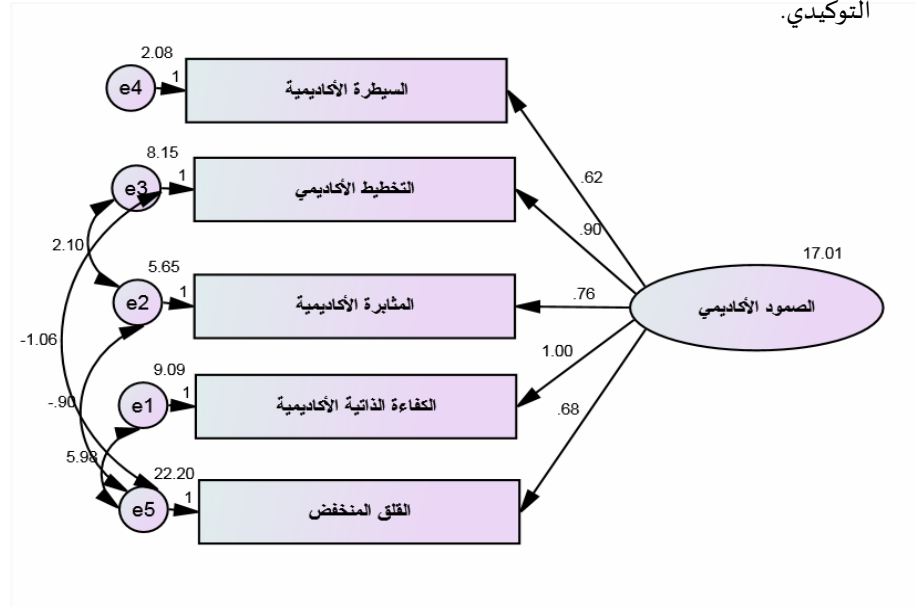 التوكيدي.
2.08
e4
1
السيطرة الأكاديمية
.62
8.15
e3
1
التخطيط الأكاديمي
.90
2.10
17.01
الصمود الأكاديمي
5.65
e2
1
المثابرة الأكاديمية
.76
-1.06
1.00
9.09
e1
1
الكفاءة الذاتية الأكاديمية
-.90
.68
5.98
22.20
e5
1
القلق المنخفض